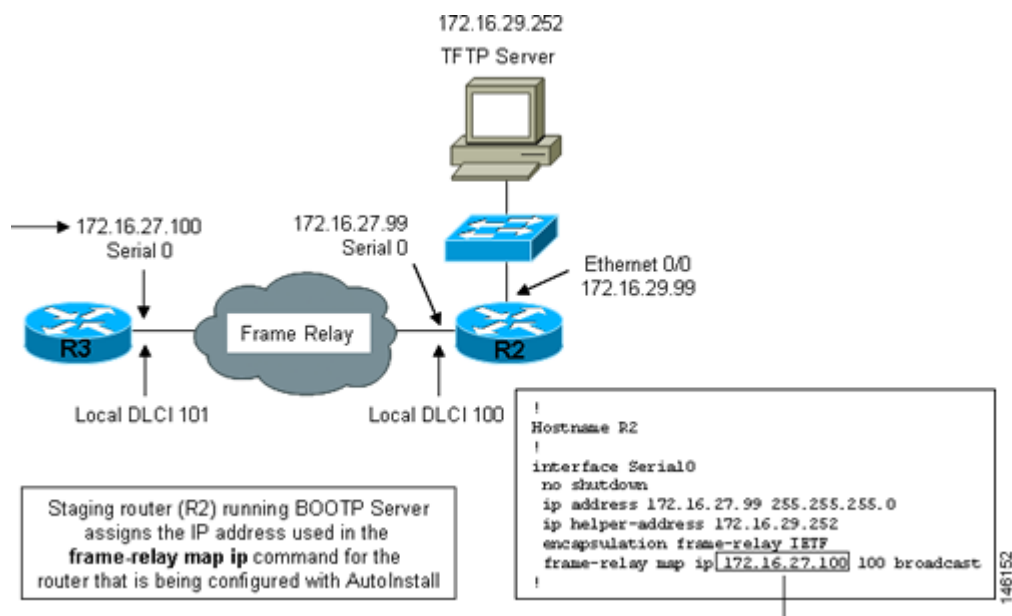 172.16.29.252
TFTP Server
172.16.27.100
Serial 0
172.16.27.99
Serial 0
Ethernet 0/0
172.16.29.99
R3
Frame Relay
R2
Local DLCI 101
Local DLCI 100
Staging router (R2) running BOOTP Server
assigns the IP address used in the
frame-relay map ip command for the
router that is being configured with AutoInstall
!
Hostname R2
!
interface Serial0
no shutdown
ip address 172.16.27.99 255.255.255.0
ip helper-address 172.16.29.252
encapsulation frame-relay IETF
frame-relay map ip 172.16.27.100 100 broadcast
!
146152